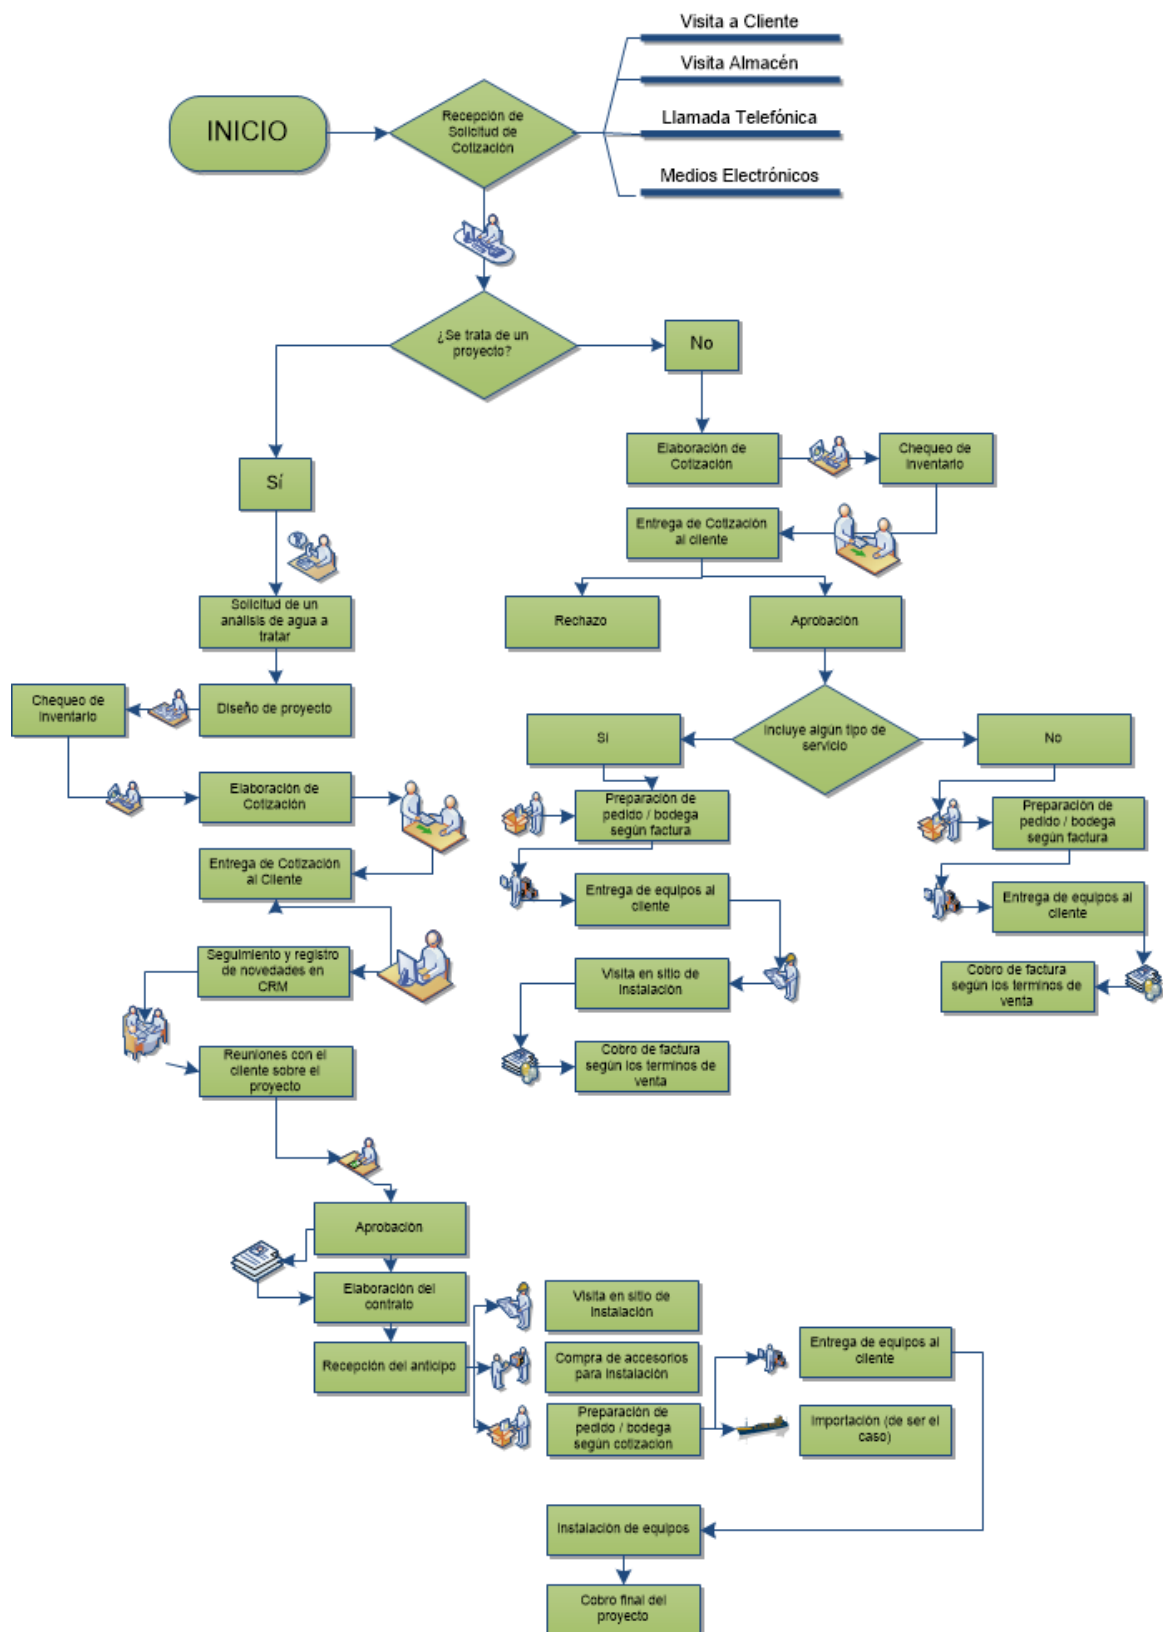 Visita a Cliente
Visita Almacén
INICIO
Recepción de
Solicitud de
Cotización
Llamada Telefónica
Medios Electrónicos
¿Se trata de un
proyecto?
No
Elaboración de
Cotización
Chequeo de
Inventario
Sí
Entrega de Cotización
al cliente
Solicitud de un
análisis de agua a
tratar
Rechazo
Aprobación
Chequeo de
Inventario
Diseño de proyecto
Si
Incluye algún tipo de
servicio
No
Elaboración de
Cotización
Preparación de
pedido / bodega
según factura
Preparación de
pedido / bodega
según factura
Entrega de Cotización
al Cliente
Entrega de equipos al
cliente
Entrega de equipos al
cliente
Seguimiento y registro
de novedades en
CRM
Visita en sitio de
Instalación
Cobro de factura
según los terminos de
venta
Reuniones con el
cliente sobre el
proyecto
Cobro de factura
según los terminos de
venta
Aprobación
Elaboración del
contrato
Visita en sitio de
Instalación
Recepción del anticipo
Compra de accesorios
para Instalación
Entrega de equipos al
cliente
Preparación de
pedido / bodega
según cotizacion
Importación (de ser el
caso)
Instalación de equipos
Cobro final del
proyecto